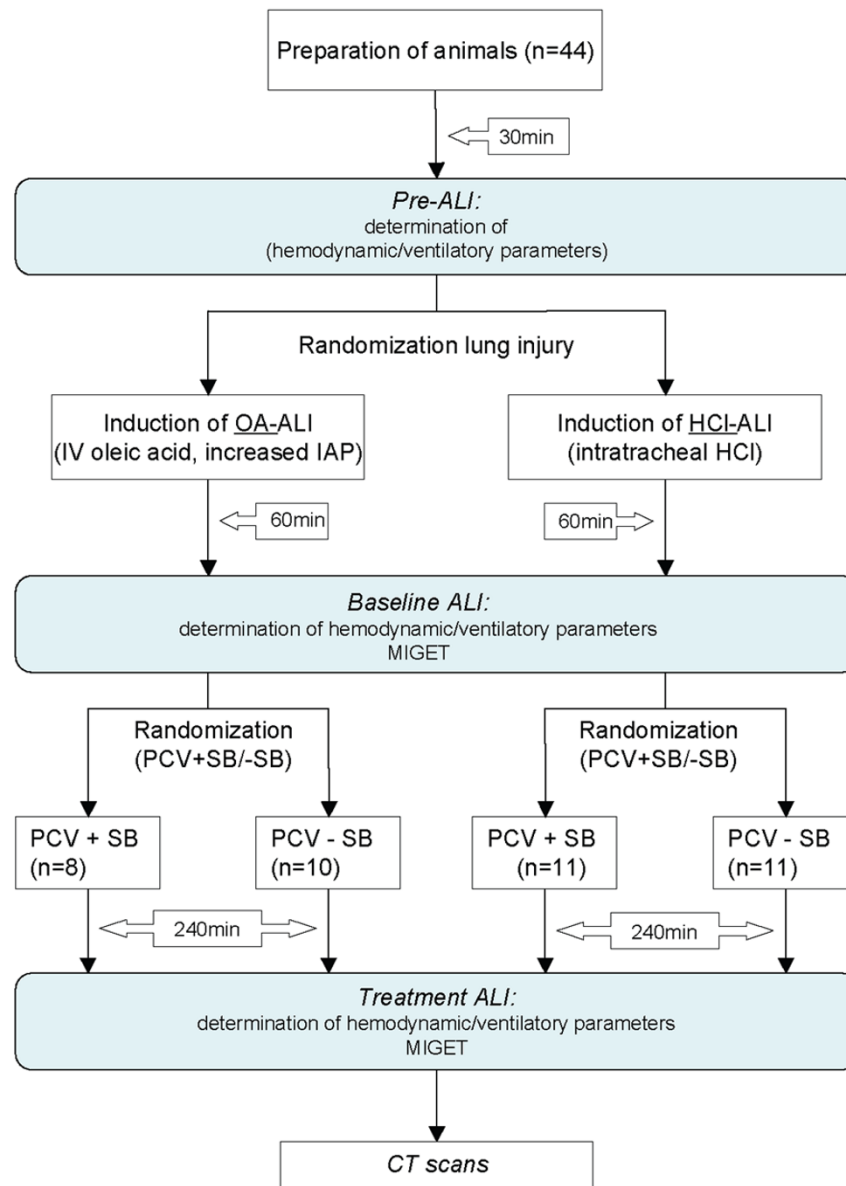 Preparation of animals (n=44)
30min
Pre-ALI:
determination of
(hemodynamic/ventilatory parameters)
Randomization lung injury
Induction of OA-ALI
(IV oleic acid, increased IAP)
Induction of HCl-ALI
(intratracheal HCl)
60min
60min
Baseline ALI:
determination of hemodynamic/ventilatory parameters
MIGET
Randomization
(PCV+SB/-SB)
Randomization
(PCV+SB/-SB)
PCV + SB
(n=8)
PCV - SB
(n=10)
PCV + SB
(n=11)
PCV - SB
(n=11)
240min
240min
Treatment ALI:
determination of hemodynamic/ventilatory parameters
MIGET
CT scans